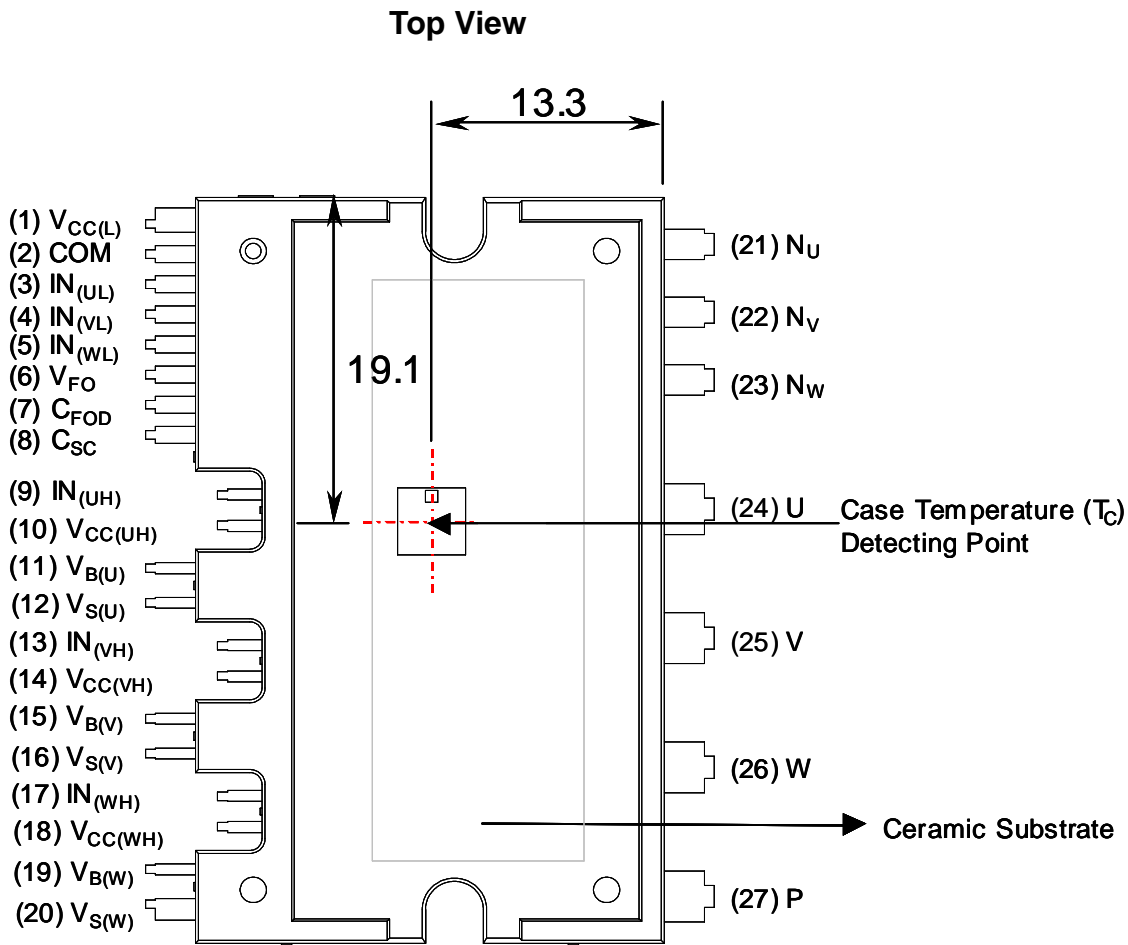 Top View
13.3
19.1
(1) VCC(L)
(2) COM
(3) IN(UL)
(4) IN(VL)
(5) IN(WL)
(6) VFO
(7) CFOD
(8) CSC
(9) IN(UH)
(10) VCC(UH)
(11) VB(U)
(12) VS(U)
(13) IN(VH)
(14) VCC(VH)
(15) VB(V)
(16) VS(V)
(17) IN(WH)
(18) VCC(WH)
(19) VB(W)
(20) VS(W)
(21) NU
(22) NV
(23) NW
(24) U
(25) V
(26) W
(27) P
Case Temperature (TC)
Detecting Point
Ceramic Substrate